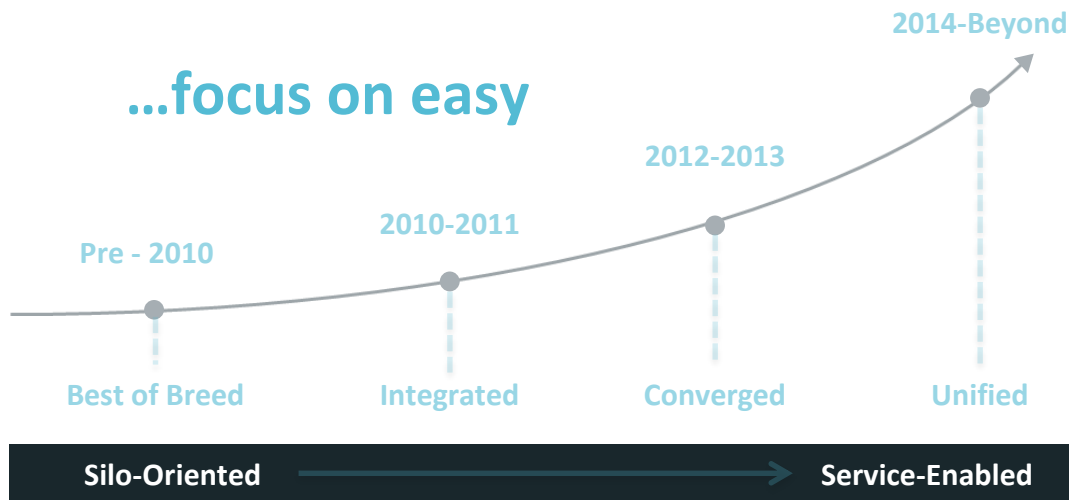 2014-Beyond
…focus on easy
2012-2013
2010-2011
Pre - 2010
Best of Breed
Integrated
Converged
Unified
Silo-Oriented
Service-Enabled